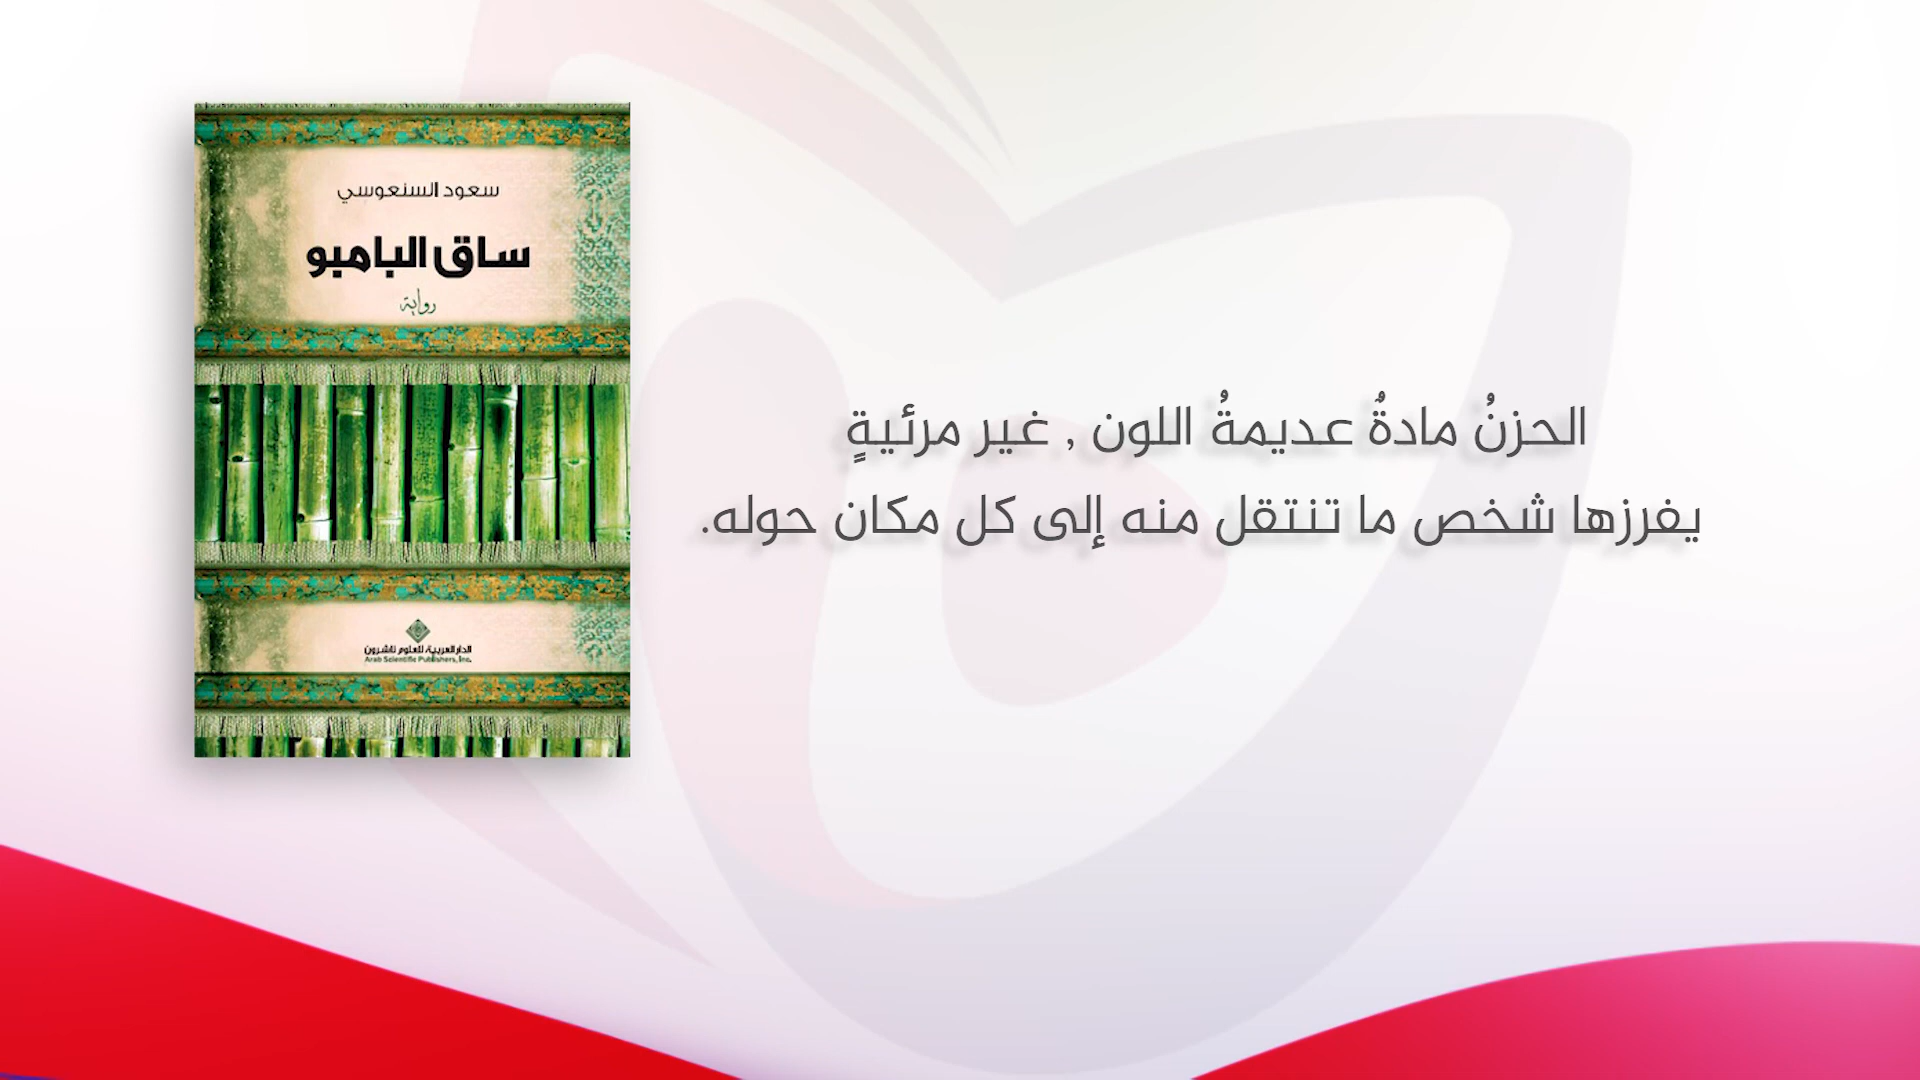 سعود السنعوسي
ساق البامبو
رواية
الدار العربية للعلوم ناشرون
Arab Scientific Publishers, Inc.
الحزنُ مادةٌ عديمةُ اللون , غير مرئيةٍ
يفرزها شخص ما تنتقل منه إلى كل مكان حوله.